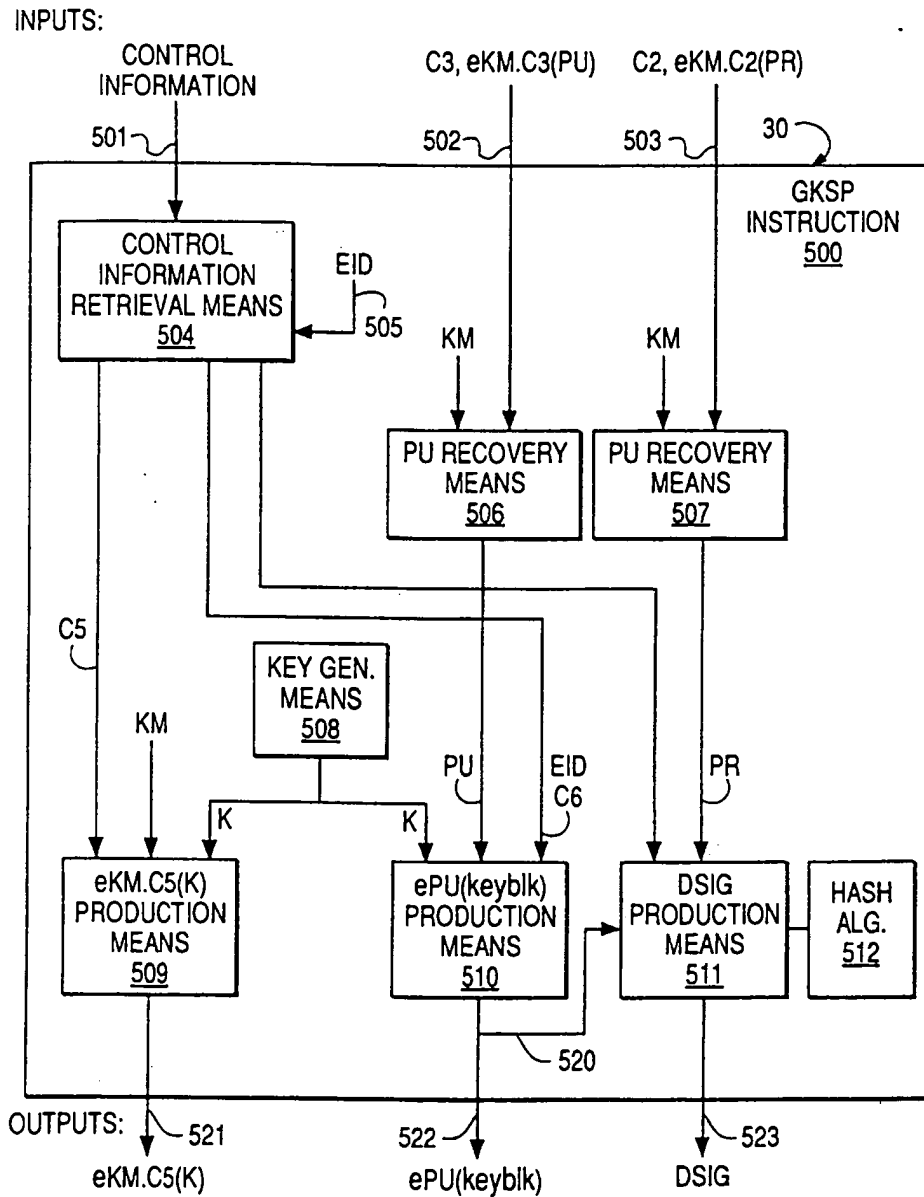 INPUTS:
CONTROL
INFORMATION
C3, eKM.C3(PU)
C2, eKM.C2(PR)
501
502
503
30
GKSP
INSTRUCTION
500
CONTROL
INFORMATION
RETRIEVAL MEANS
504
EID
505
KM
KM
PU RECOVERY
MEANS
506
PU RECOVERY
MEANS
507
C5
KEY GEN.
MEANS
508
KM
PU
EID
C6
PR
K
K
eKM.C5(K)
PRODUCTION
MEANS
509
ePU(keyblk)
PRODUCTION
MEANS
510
DSIG
PRODUCTION
MEANS
511
HASH
ALG.
512
520
OUTPUTS:
521
522
523
eKM.C5(K)
ePU(keyblk)
DSIG